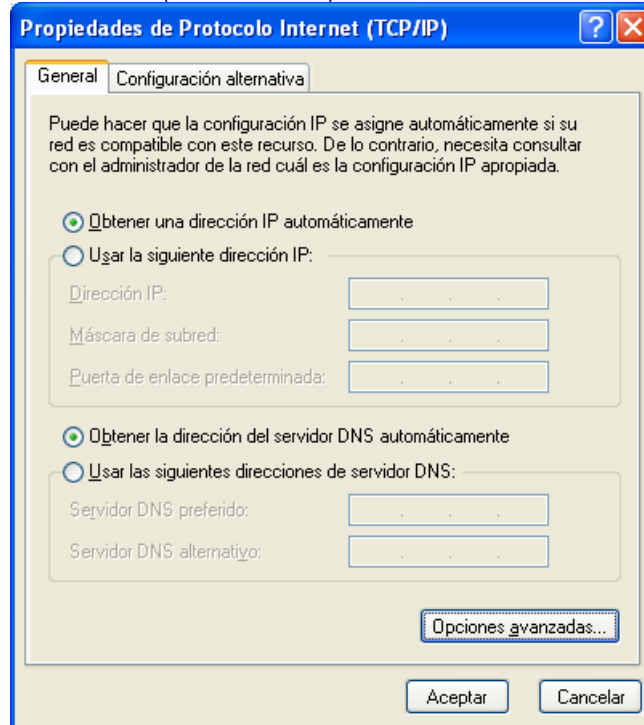 Propiedades de Protocolo Internet (TCP/IP)
General
Configuración alternativa
Puede hacer que la configuración IP se asigne automáticamente si su
red es compatible con este recurso. De lo contrario, necesita consultar
con el administrador de la red cuál es la configuración IP apropiada.
Obtener una dirección IP automáticamente
Usar la siguiente dirección IP:
Dirección IP:
Máscara de subred:
Puerta de enlace predeterminada:
Obtener la dirección del servidor DNS automáticamente
Usar las siguientes direcciones de servidor DNS:
Servidor DNS preferido:
Servidor DNS alternativo:
Opciones avanzadas...
Aceptar
Cancelar